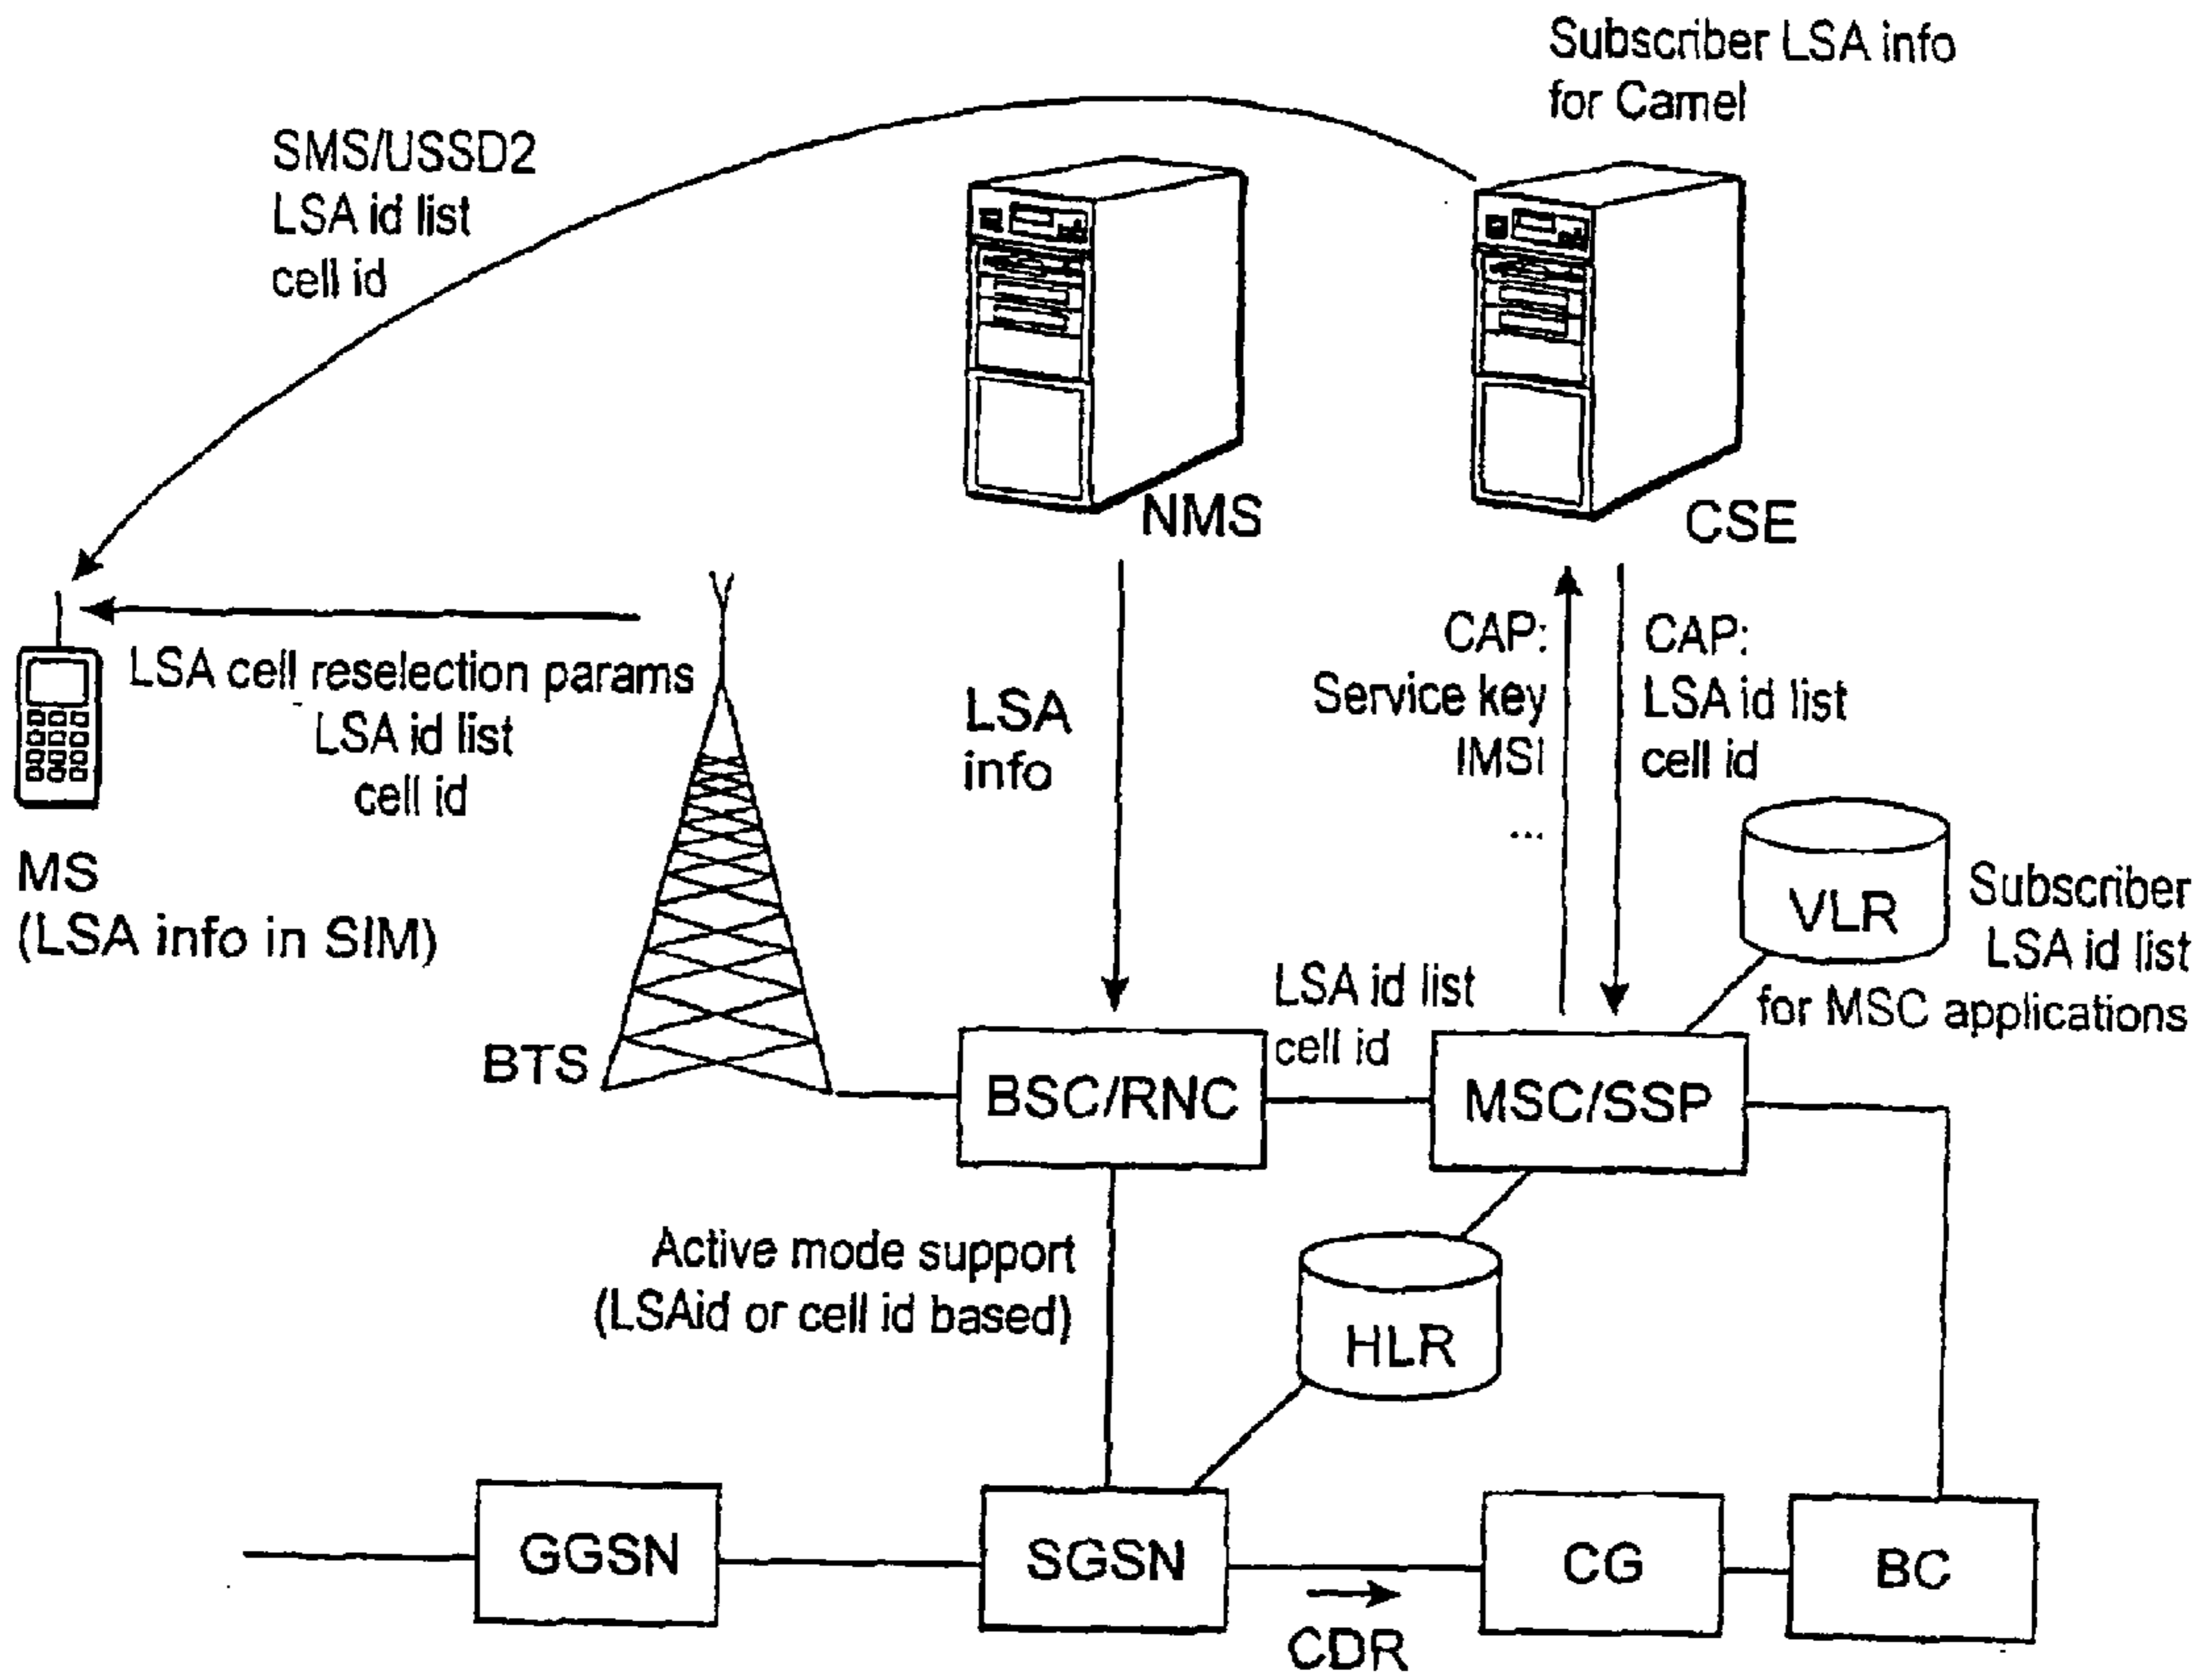 Subscriber LSA info
for Camel
SMS/USSD2
LSA id list
cell id
NMS
CSE
LSA cell reselection params
LSA id list
cell id
MS
(LSA info in SIM)
LSA
info
CAP:
Service key
IMSI
...
CAP:
LSA id list
cell id
VLR
Subscriber
LSA id list
for MSC applications
BTS
LSA id list
cell id
BSC/RNC
MSC/SSP
Active mode support
(LSAid or cell id based)
HLR
GGSN
SGSN
CDR
CG
BC